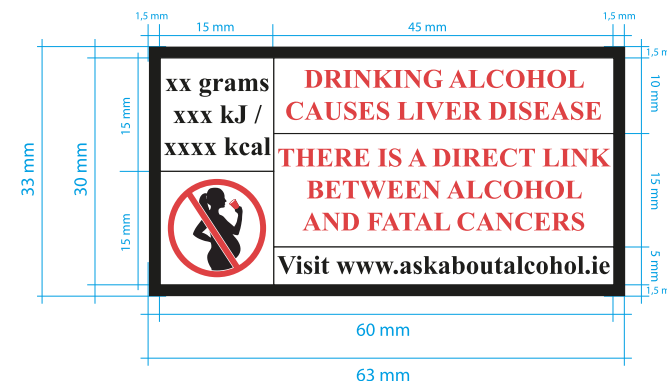 1,5 mm
1,5 mm
15 mm
45 mm
1,5 m
xx grams
xxx kJ /
xxxx kcal
DRINKING ALCOHOL
CAUSES LIVER DISEASE
10 mm
15 mm
33 mm
30 mm
THERE IS A DIRECT LINK
BETWEEN ALCOHOL
AND FATAL CANCERS
15 mm
15 mm
Visit www.askaboutalcohol.ie
5 mm
1,5 m
60 mm
63 mm